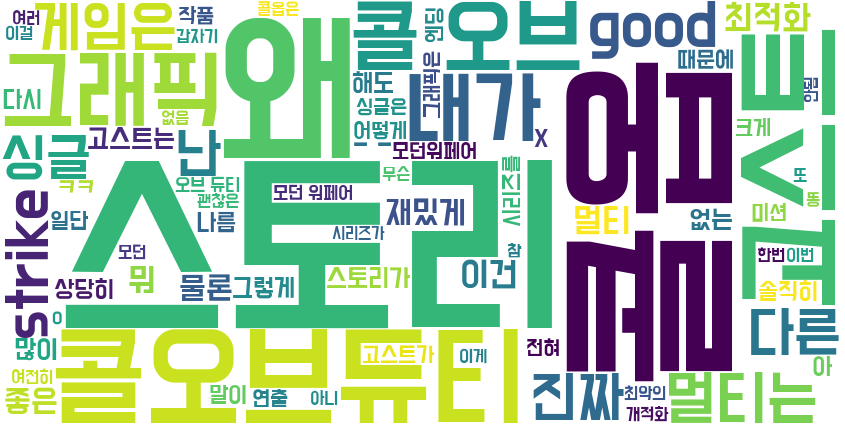 여러
이걸
게임은
작품
갑자기
콜옵은
콜
엔딩
오브
good
최적화
때문에
그래픽
왜
다시
없음
해도
싱글은
어떻게
그래픽은
내가
X
모던워페어
싱글
고스트는
난
ㅋㅋ
오브 듀티
괜찮은
모던 워페어
무슨
시리즈를
크게
안됨
또
똥
미션
멀티
없는
strike
일단
나름
시리즈가
재밌게
모던
스토리
참
한번
이번
상당히
뭐
물론
그렇게
스토리가
이건
솔직히
콜오브듀티
많이
다른
여전히
좋은
말이
연출
아니
고스트가
이게
전혀
진짜
최악의
개적화
멀티는
아